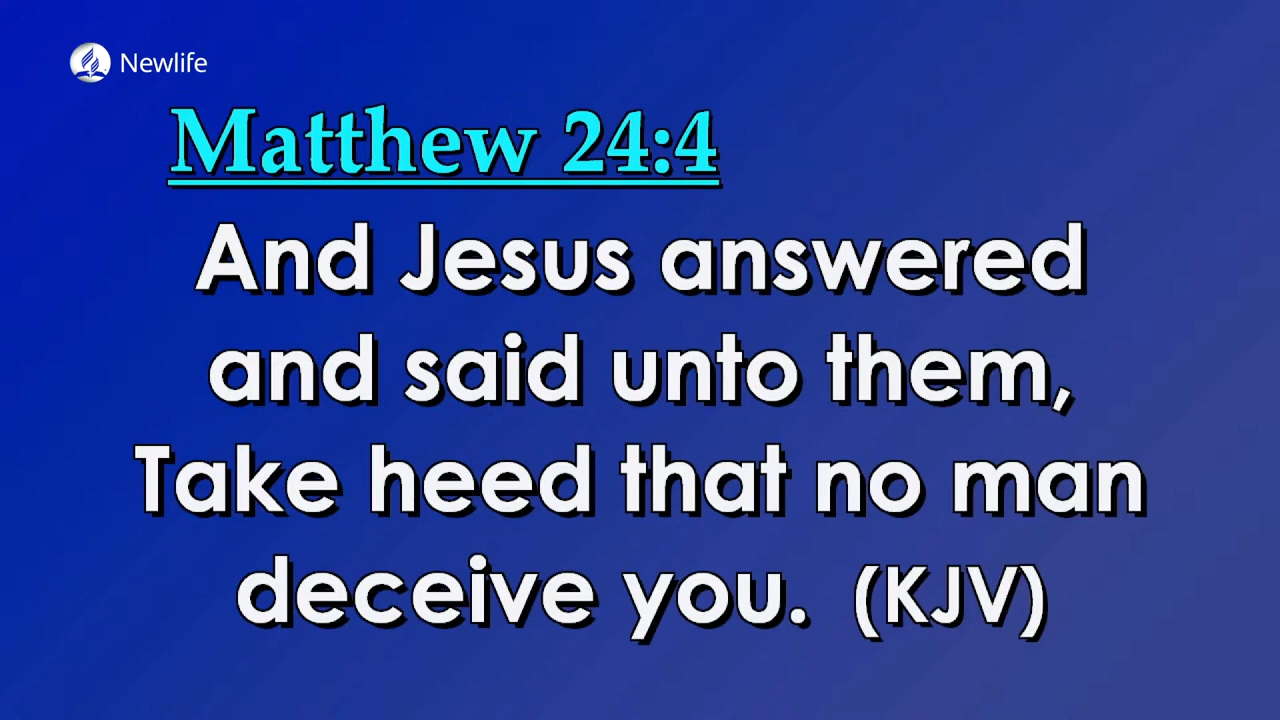 Newlife
Matthew 24:4
And Jesus answered
and said unto them,
Take heed that no man
deceive you. (KJV)